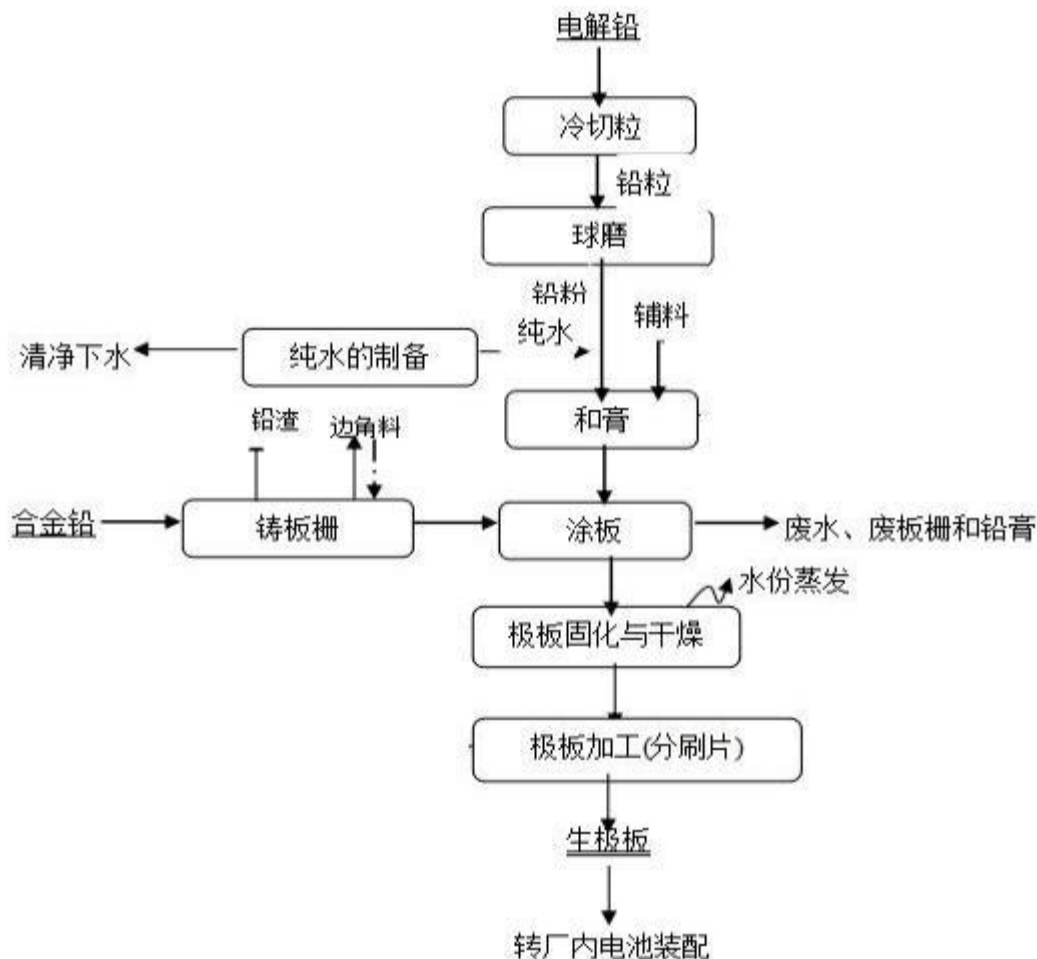 电解铅
冷切粒
铅粒
球磨
铅粉
纯水
辅料
清净下水
纯水的制备
和膏
铅渣
边角料
合金铅
铸板栅
涂板
废水、废板栅和铅膏
水份蒸发
极板固化与干燥
极板加工(分刷片)
生极板
转厂内电池装配